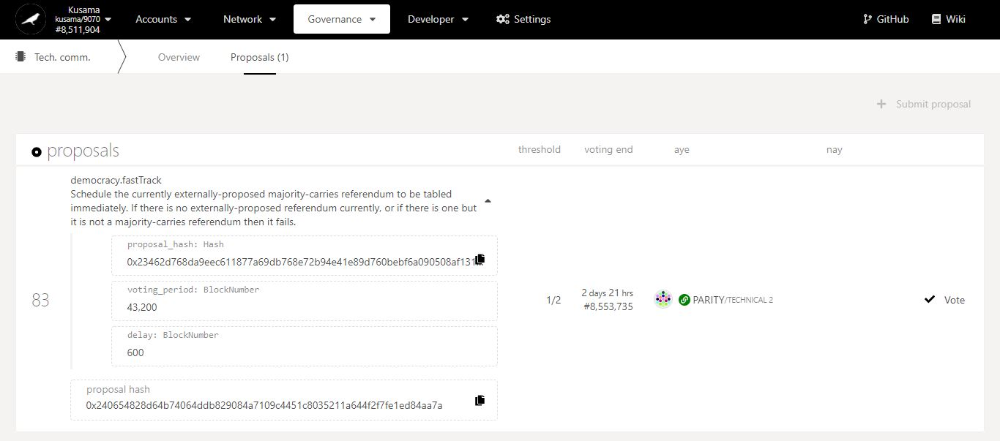 Kusama
kusama/9070
#8,511,904
Accounts
Network
Governance
Developer
Settings
GitHub
Wiki
Tech. comm.
Overview
Proposals (1)
Submit proposal
proposals
threshold
voting end
aye
nay
democracy.fastTrack
Schedule the currently externally-proposed majority-carries referendum to be tabled
immediately. If there is no externally-proposed referendum currently, or if there is one but
it is not a majority-carries referendum then it fails.
proposal_hash: Hash
0x23462d768da9eec611877a69db768e72b94e41e89d760bebf6a090508af131
voting_period: BlockNumber
43,200
delay: BlockNumber
600
83
1/2
2 days 21 hrs
#8,553,735
PARITY/TECHNICAL 2
Vote
proposal hash
0x240654828d64b74064ddb829084a7109c4451c8035211a644f2f7fe1ed84aa7a